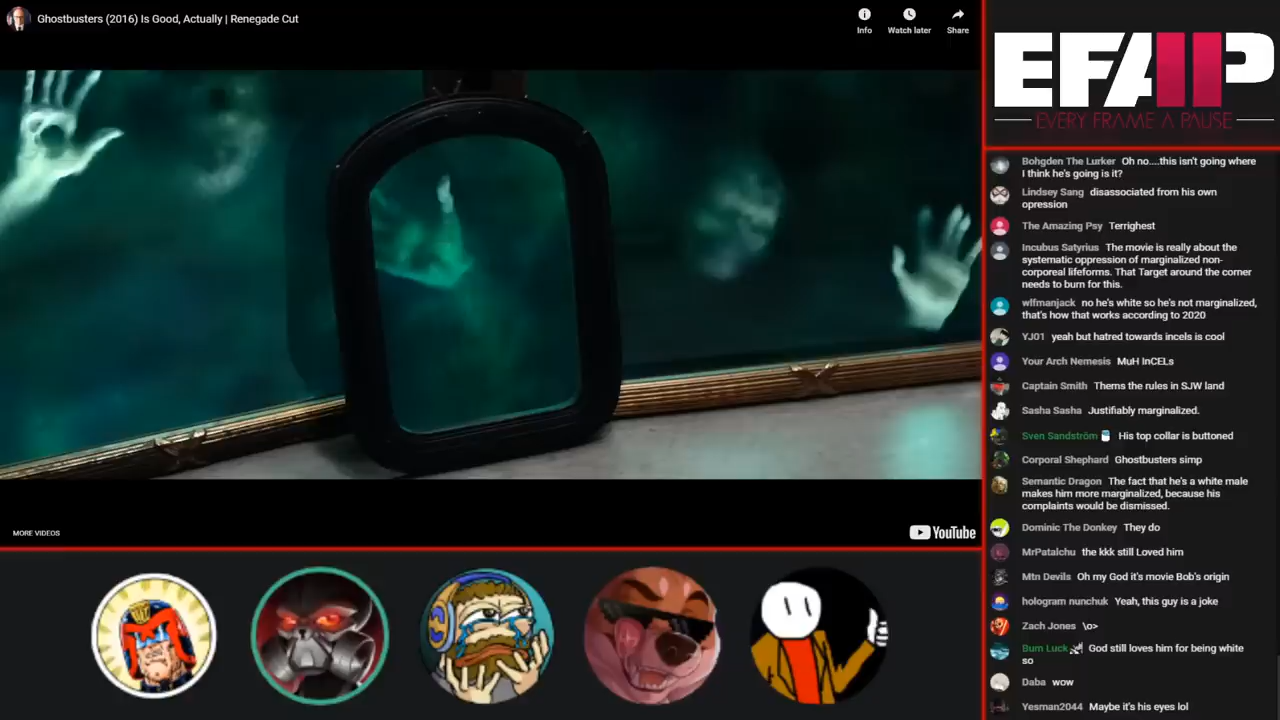 Ghostbusters (2016) Is Good, Actually | Renegade Cut
Info
Watch later
Share
MORE VIDEOS
YouTube
EFAP
EVERY FRAME A PAUSE
Bohgden The Lurker Oh no....this isn't going where
I think he's going is it?
Lindsey Sang disassociated from his own
opression
The Amazing Psy Terrighest
Incubus Satyrius The movie is really about the
systematic oppression of marginalized non-
corporeal lifeforms. That Target around the corner
needs to burn for this.
wlfmanjack no he's white so he's not marginalized,
that's how that works according to 2020
YJ01 yeah but hatred towards incels is cool
Your Arch Nemesis MuH InCELs
Captain Smith Thems the rules in SJW land
Sasha Sasha Justifiably marginalized.
Sven Sandström His top collar is buttoned
Corporal Shephard Ghostbusters simp
Semantic Dragon The fact that he's a white male
makes him more marginalized, because his
complaints would be dismissed.
Dominic The Donkey They do
MrPatalchu the kkk still Loved him
Mtn Devils Oh my God it's movie Bob's origin
hologram nunchuk Yeah, this guy is a joke
Zach Jones \o>
Bum Luck God still loves him for being white
so
Daba wow
Yesman2044 Maybe it's his eyes lol